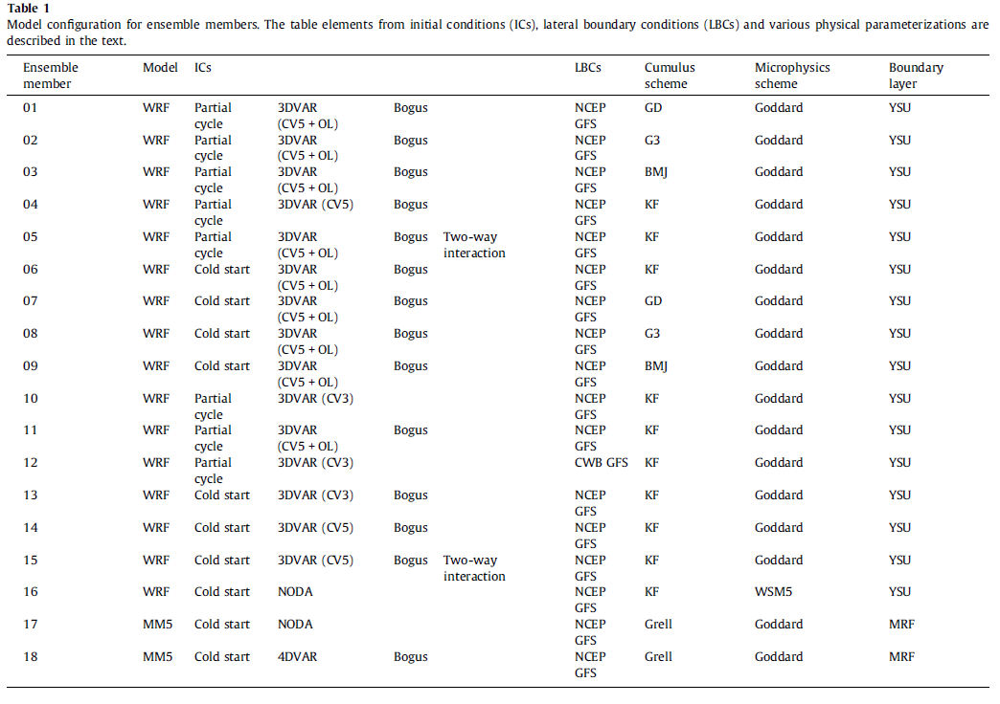 Table 1
Model configuration for ensemble members. The table elements from initial conditions (ICs), lateral boundary conditions (LBCs) and various physical parameterizations are
described in the text.
Ensemble Model ICs LBCs Cumulus Microphysics Boundary
member scheme scheme layer
01 WRF Partial 3DVAR Bogus NCEP GD Goddard YSU
cycle (CV5 + OL) GFS
02 WRF Partial 3DVAR Bogus NCEP G3 Goddard YSU
cycle (CV5 + OL) GFS
03 WRF Partial 3DVAR Bogus NCEP BMJ Goddard YSU
cycle (CV5 + OL) GFS
04 WRF Partial 3DVAR (CV5) Bogus NCEP KF Goddard YSU
cycle GFS
05 WRF Partial 3DVAR Bogus Two-way NCEP KF Goddard YSU
cycle (CV5 + OL) interaction GFS
06 WRF Cold start 3DVAR Bogus NCEP KF Goddard YSU
(CV5 + OL) GFS
07 WRF Cold start 3DVAR Bogus NCEP GD Goddard YSU
(CV5 + OL) GFS
08 WRF Cold start 3DVAR Bogus NCEP G3 Goddard YSU
(CV5 + OL) GFS
09 WRF Cold start 3DVAR Bogus NCEP BMJ Goddard YSU
(CV5 + OL) GFS
10 WRF Partial 3DVAR (CV3) NCEP KF Goddard YSU
cycle GFS
11 WRF Partial 3DVAR Bogus NCEP KF Goddard YSU
cycle (CV5 + OL) GFS
12 WRF Partial 3DVAR (CV3) CWB GFS KF Goddard YSU
cycle
13 WRF Cold start 3DVAR (CV3) Bogus NCEP KF Goddard YSU
GFS
14 WRF Cold start 3DVAR (CV5) Bogus NCEP KF Goddard YSU
GFS
15 WRF Cold start 3DVAR (CV5) Bogus Two-way NCEP KF Goddard YSU
interaction GFS
16 WRF Cold start NODA NCEP KF WSM5 YSU
GFS
17 MM5 Cold start NODA NCEP Grell Goddard MRF
GFS
18 MM5 Cold start 4DVAR Bogus NCEP Grell Goddard MRF
GFS